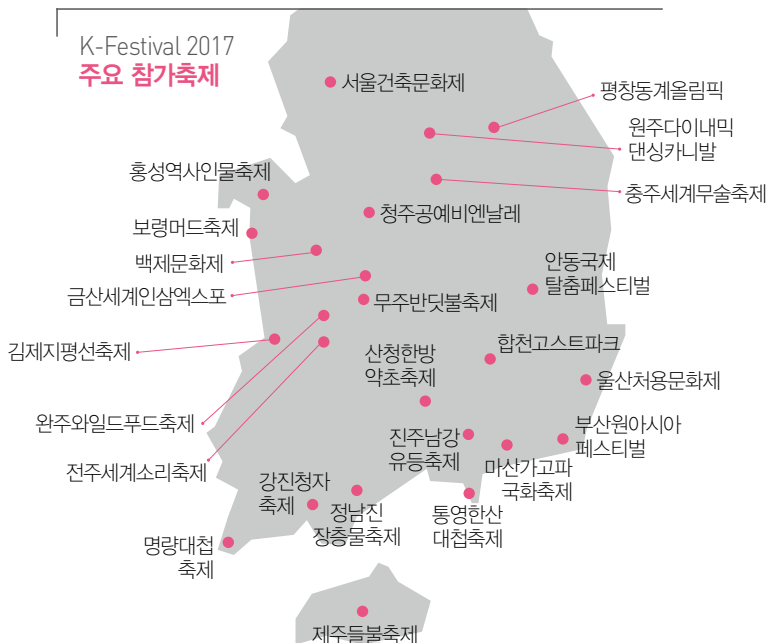 K-Festival 2017
주요 참가축제
서울건축문화제
평창동계올림픽
원주다이내믹
댄싱카니발
홍성역사인물축제
충주세계무술축제
청주공예비엔날레
보령머드축제
백제문화제
안동국제
탈춤페스티벌
금산세계인삼엑스포
무주반딧불축제
김제지평선축제
산청한방
약초축제
합천고스트파크
울산처용문화제
완주와일드푸드축제
진주남강
유등축제
부산원아시아
페스티벌
전주세계소리축제
마산가고파
국화축제
강진청자
축제
정남진
장흥물축제
통영한산
대첩축제
명량대첩
축제
제주들불축제